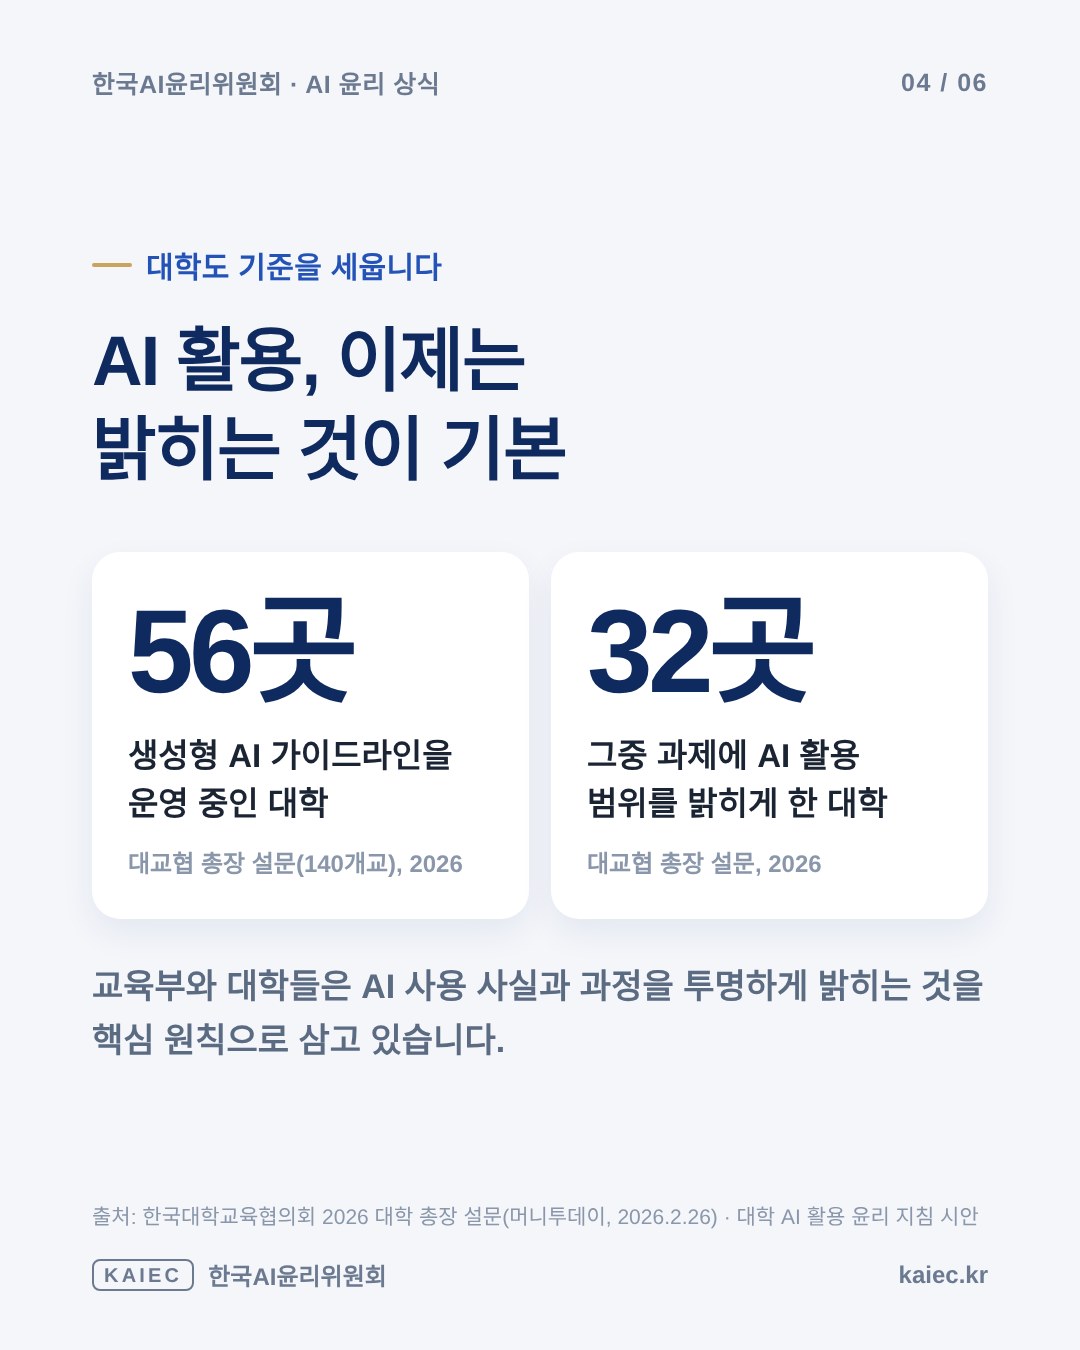 한국AI윤리위원회 · AI 윤리 상식
04 / 06
대학도 기준을 세웁니다
AI 활용, 이제는
밝히는 것이 기본
56곳
생성형 AI 가이드라인을
운영 중인 대학
대교협 총장 설문(140개교), 2026
32곳
그중 과제에 AI 활용
범위를 밝히게 한 대학
대교협 총장 설문, 2026
교육부와 대학들은 AI 사용 사실과 과정을 투명하게 밝히는 것을
핵심 원칙으로 삼고 있습니다.
출처: 한국대학교육협의회 2026 대학 총장 설문(머니투데이, 2026.2.26) · 대학 AI 활용 윤리 지침 시안
KAIEC 한국AI윤리위원회
kaiec.kr